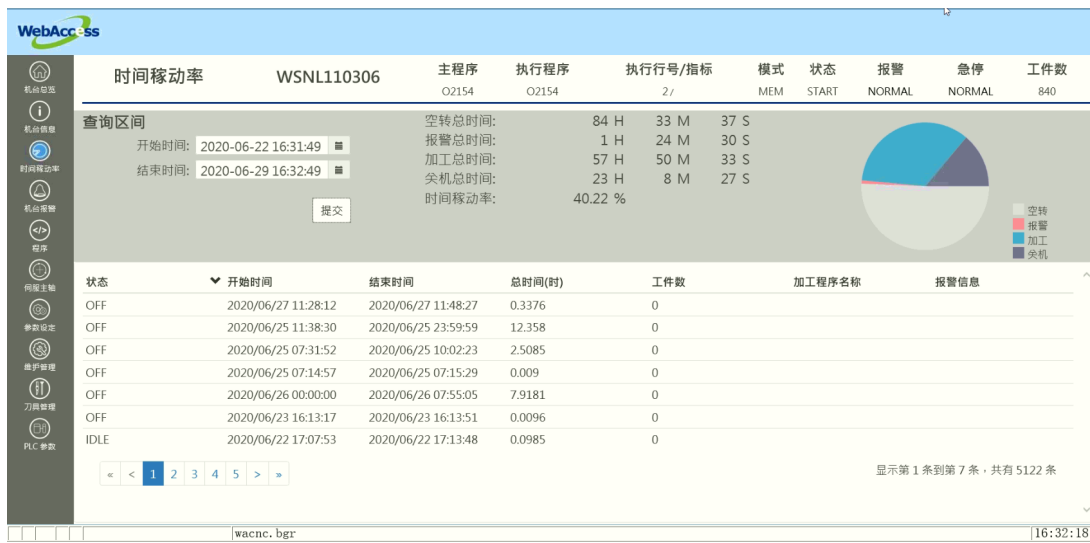 WebAccess
时间稼动率 WSNL110306 主程序 执行程序 执行行号/指标 模式 状态 报警 急停 工件数
O2154 O2154 2 / MEM START NORMAL NORMAL 840
机台总览
机台信息
时间稼动率
机台报警
程序
伺服主轴
参数设定
维护管理
刀具管理
PLC 参数
查询区间
开始时间: 2020-06-22 16:31:49
结束时间: 2020-06-29 16:32:49
提交
空转总时间: 84 H 33 M 37 S
报警总时间: 1 H 24 M 30 S
加工总时间: 57 H 50 M 33 S
关机总时间: 23 H 8 M 27 S
时间稼动率: 40.22 %
空转
报警
加工
关机
状态 开始时间 结束时间 总时间(时) 工件数 加工程序名称 报警信息
OFF 2020/06/27 11:28:12 2020/06/27 11:48:27 0.3376 0
OFF 2020/06/25 11:38:30 2020/06/25 23:59:59 12.358 0
OFF 2020/06/25 07:31:52 2020/06/25 10:02:23 2.5085 0
OFF 2020/06/25 07:14:57 2020/06/25 07:15:29 0.009 0
OFF 2020/06/26 00:00:00 2020/06/26 07:55:05 7.9181 0
OFF 2020/06/23 16:13:17 2020/06/23 16:13:51 0.0096 0
IDLE 2020/06/22 17:07:53 2020/06/22 17:13:48 0.0985 0
« < 1 2 3 4 5 > » 显示第 1 条到第 7 条，共有 5122 条
wacnc.bgr 16:32:18